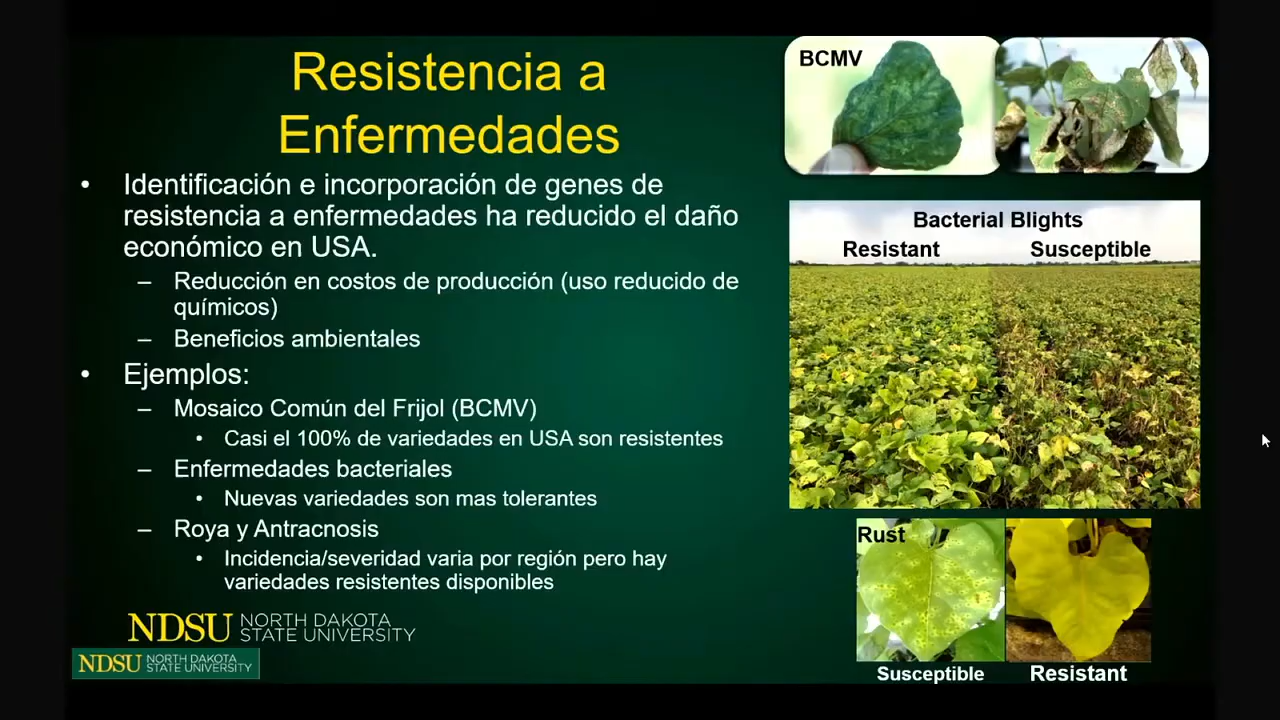 Resistencia a
Enfermedades
• Identificación e incorporación de genes de
resistencia a enfermedades ha reducido el daño
económico en USA.
– Reducción en costos de producción (uso reducido de
químicos)
– Beneficios ambientales
• Ejemplos:
– Mosaico Común del Frijol (BCMV)
• Casi el 100% de variedades en USA son resistentes
– Enfermedades bacteriales
• Nuevas variedades son mas tolerantes
– Roya y Antracnosis
• Incidencia/severidad varia por región pero hay
variedades resistentes disponibles
NDSU NORTH DAKOTA
STATE UNIVERSITY
NDSU NORTH DAKOTA
STATE UNIVERSITY
BCMV
Bacterial Blights
Resistant Susceptible
Rust
Susceptible Resistant